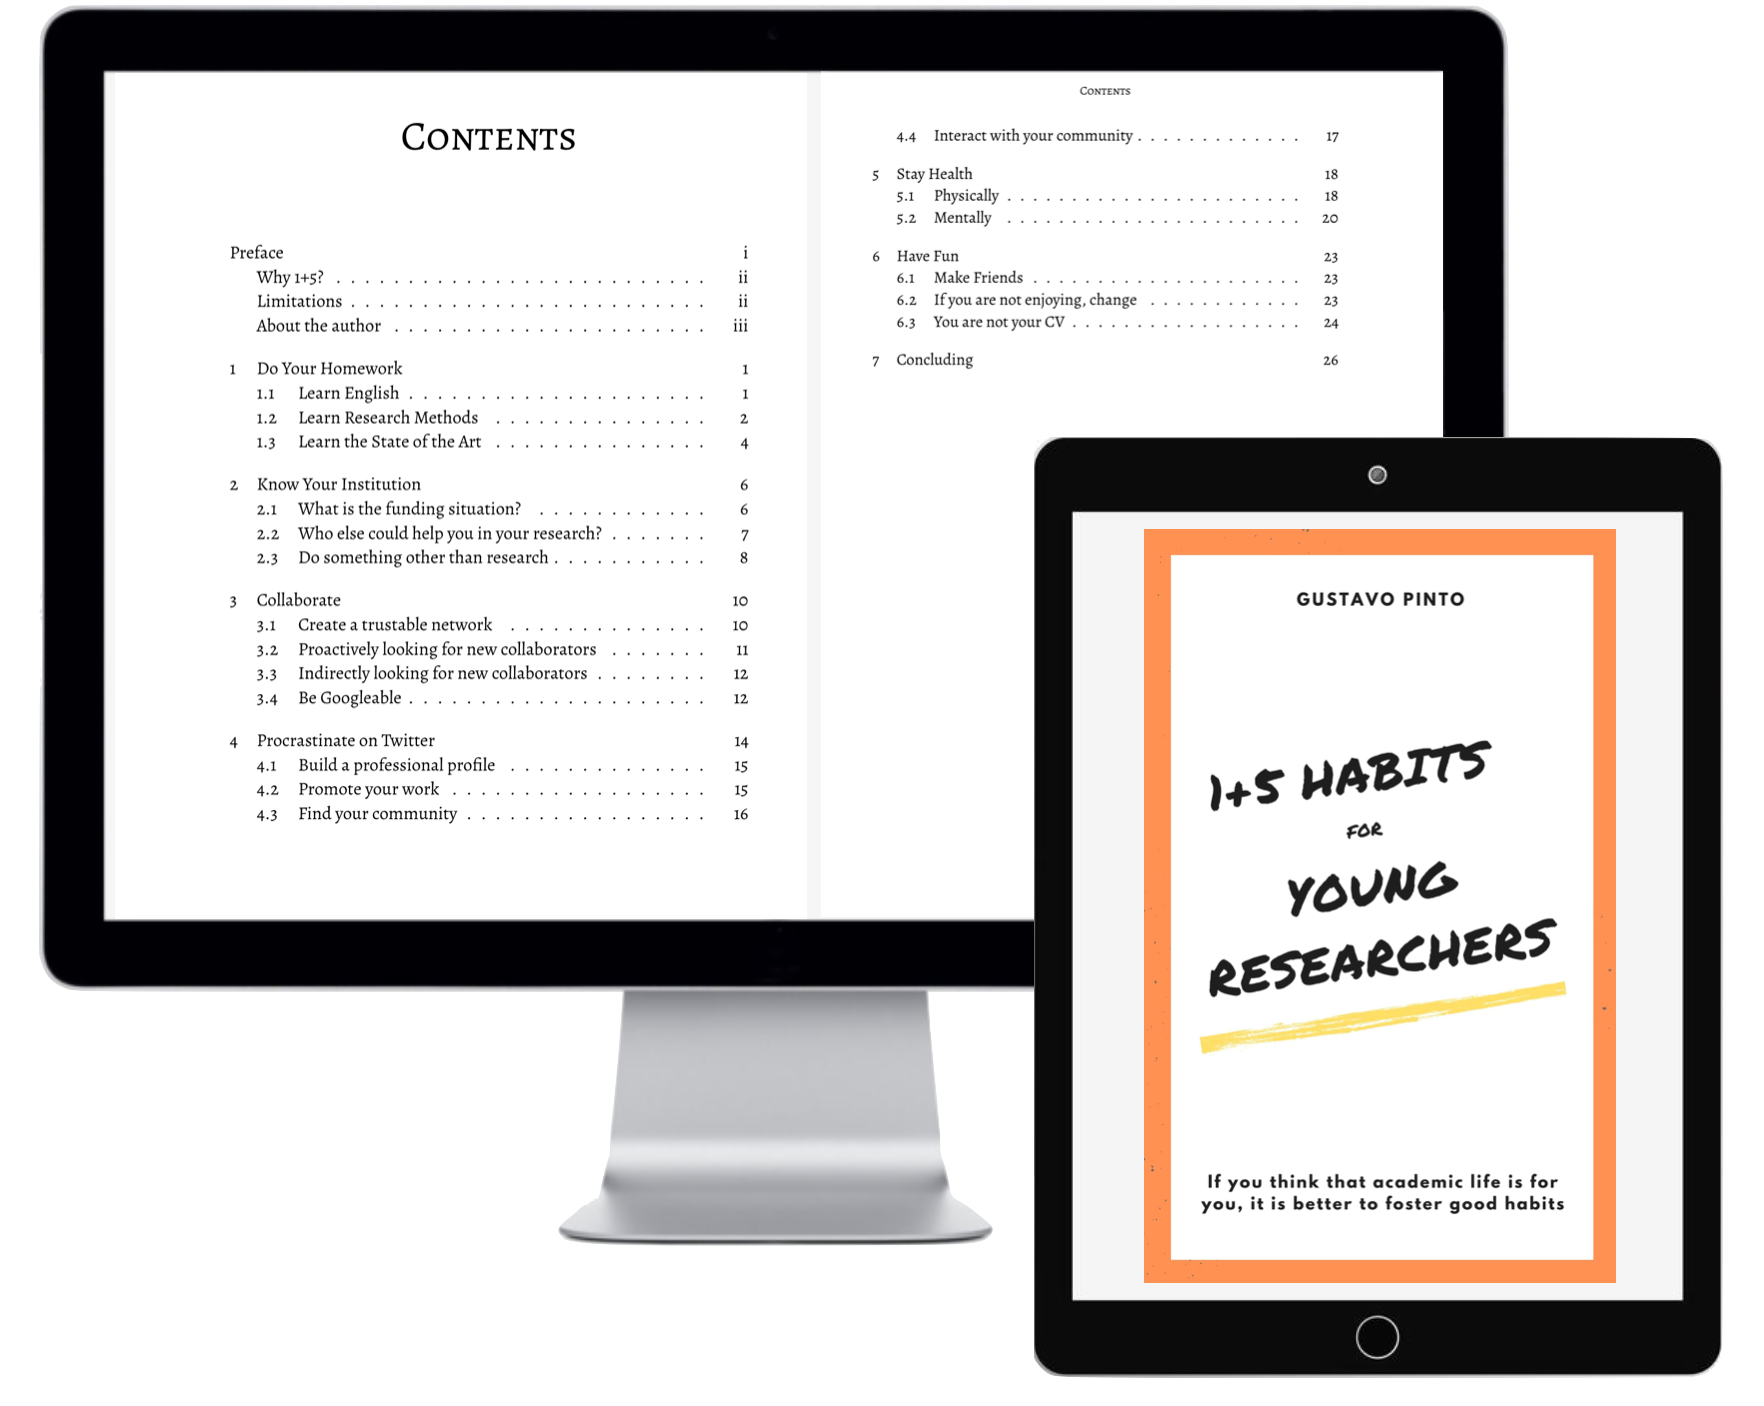 Contents
Preface i
Why 1+5? . . . . . . . . . . . . . . . . . . . . . . . . . . ii
Limitations . . . . . . . . . . . . . . . . . . . . . . . . . ii
About the author . . . . . . . . . . . . . . . . . . . . . . iii
1 Do Your Homework 1
1.1 Learn English . . . . . . . . . . . . . . . . . . . . . 1
1.2 Learn Research Methods . . . . . . . . . . . . . . . 2
1.3 Learn the State of the Art . . . . . . . . . . . . . . . 4
2 Know Your Institution 6
2.1 What is the funding situation? . . . . . . . . . . . . 6
2.2 Who else could help you in your research? . . . . . . . 7
2.3 Do something other than research . . . . . . . . . . . 8
3 Collaborate 10
3.1 Create a trustable network . . . . . . . . . . . . . . 10
3.2 Proactively looking for new collaborators . . . . . . . 11
3.3 Indirectly looking for new collaborators . . . . . . . . 12
3.4 Be Googleable . . . . . . . . . . . . . . . . . . . . . 12
4 Procrastinate on Twitter 14
4.1 Build a professional profile . . . . . . . . . . . . . . 15
4.2 Promote your work . . . . . . . . . . . . . . . . . . 15
4.3 Find your community . . . . . . . . . . . . . . . . . 16
Contents
4.4 Interact with your community . . . . . . . . . . . . . 17
5 Stay Health 18
5.1 Physically . . . . . . . . . . . . . . . . . . . . . . . 18
5.2 Mentally . . . . . . . . . . . . . . . . . . . . . . . 20
6 Have Fun 23
6.1 Make Friends . . . . . . . . . . . . . . . . . . . . . 23
6.2 If you are not enjoying, change . . . . . . . . . . . . 23
6.3 You are not your CV . . . . . . . . . . . . . . . . . . 24
7 Concluding 26
GUSTAVO PINTO
1+5 HABITS
FOR
YOUNG
RESEARCHERS
If you think that academic life is for
you, it is better to foster good habits